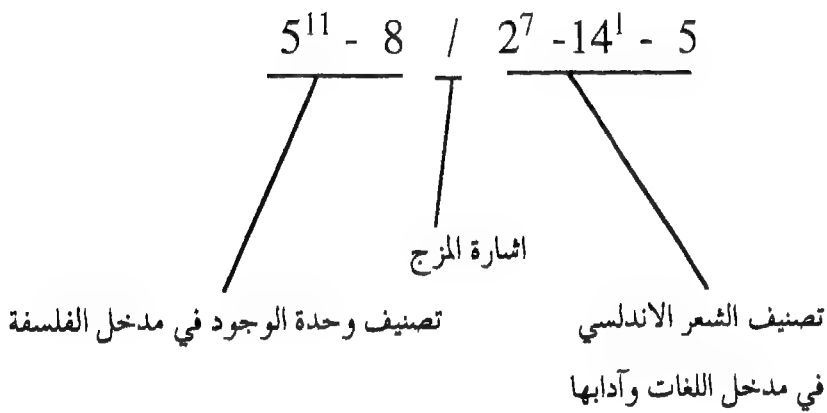 5¹¹ - 8 / 2⁷ -14¹ - 5
اشارة المزج
تصنيف الشعر الاندلسي
في مدخل اللغات وآدابها
تصنيف وحدة الوجود في مدخل الفلسفة